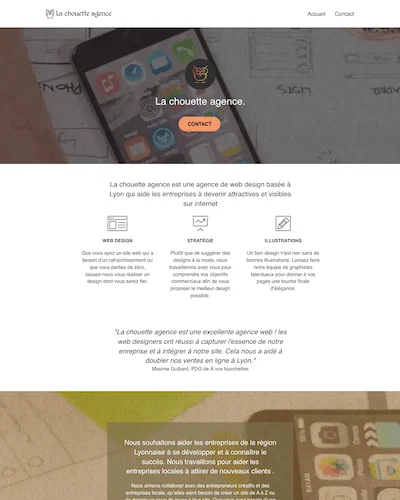 La chouette agence
Accueil Contact
La chouette agence.
CONTACT
La chouette agence est une agence de web design basée à
Lyon qui aide les entreprises à devenir attractives et visibles
sur internet
WEB DESIGN
Que vous ayez un site web qui a
besoin d'un rafraichissement ou
que vous partiez de zéro,
laissez-nous vous réaliser un
design dont vous serez fier.
STRATÉGIE
Plutôt que de suggérer des
designs à la mode, nous
travaillerons avec vous pour
comprendre vos objectifs
commerciaux afin de vous
proposer le meilleur design
possible.
ILLUSTRATIONS
Un bon design n'est rien sans de
bonnes illustrations. Laissez faire
notre équipe de graphistes
talentueux pour donner à vos
pages une touche finale
d'élégance.
"La chouette agence est une excellente agence web ! les
web designers ont réussi à capturer l'essence de notre
enreprise et à intégrer à notre site. Cela nous a aidé à
doubler nos ventes en ligne à Lyon."
Maxime Guibard, PDG de À vos fourchettes
Nous souhaitons aider les entreprises de la région
Lyonnaise à se développer et à connaître le
succès. Nous travaillons pour aider les
entreprises locales à attirer de nouveaux clients .
Nous aimons collaborer avec des entrepreneurs créatifs et des
entreprises locale, qu'elles aient besoin de créer un site de A à Z ou